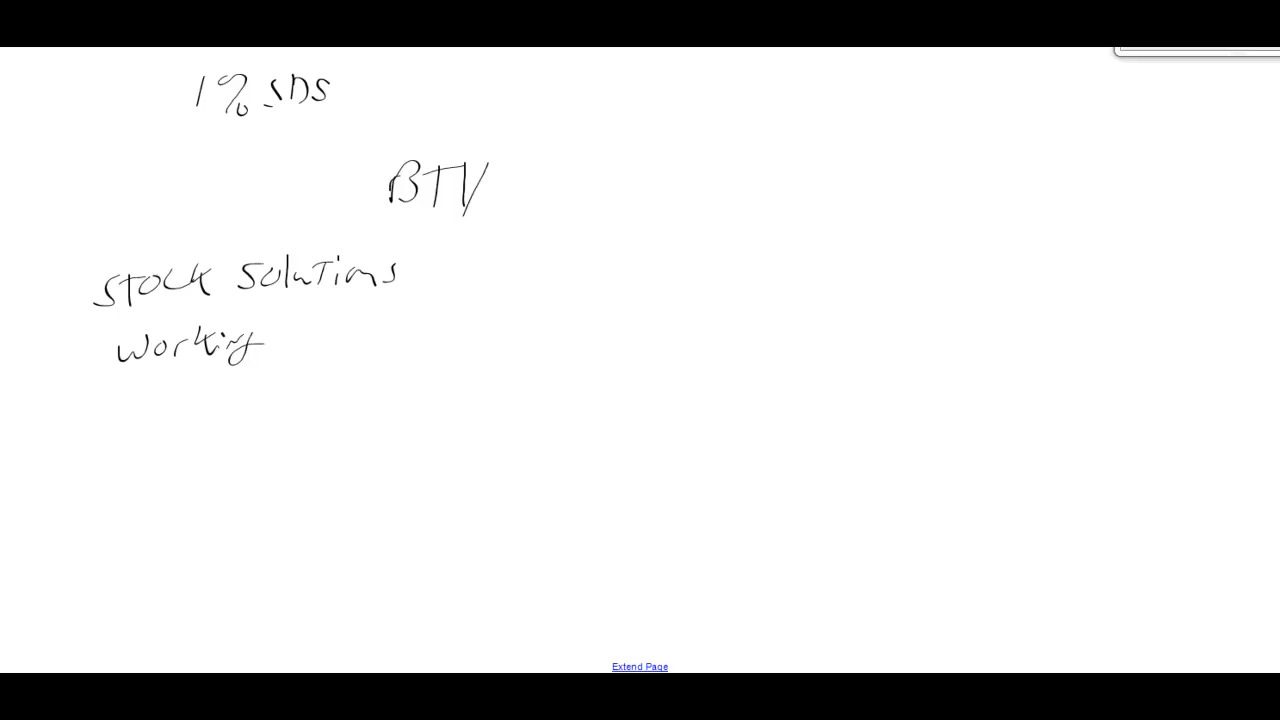 1% SDS
BTV
Stock Solutions
Working
Extend Page